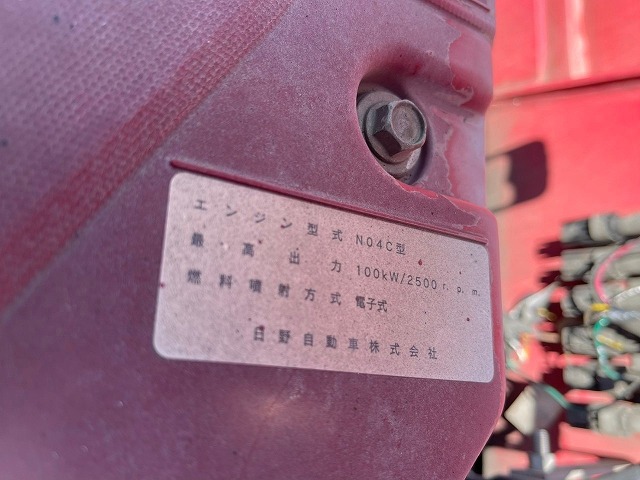 エンジン型式 N04C型
最高出力 100kW/2500r.p.m.
燃料噴射方式 電子式
日野自動車株式会社